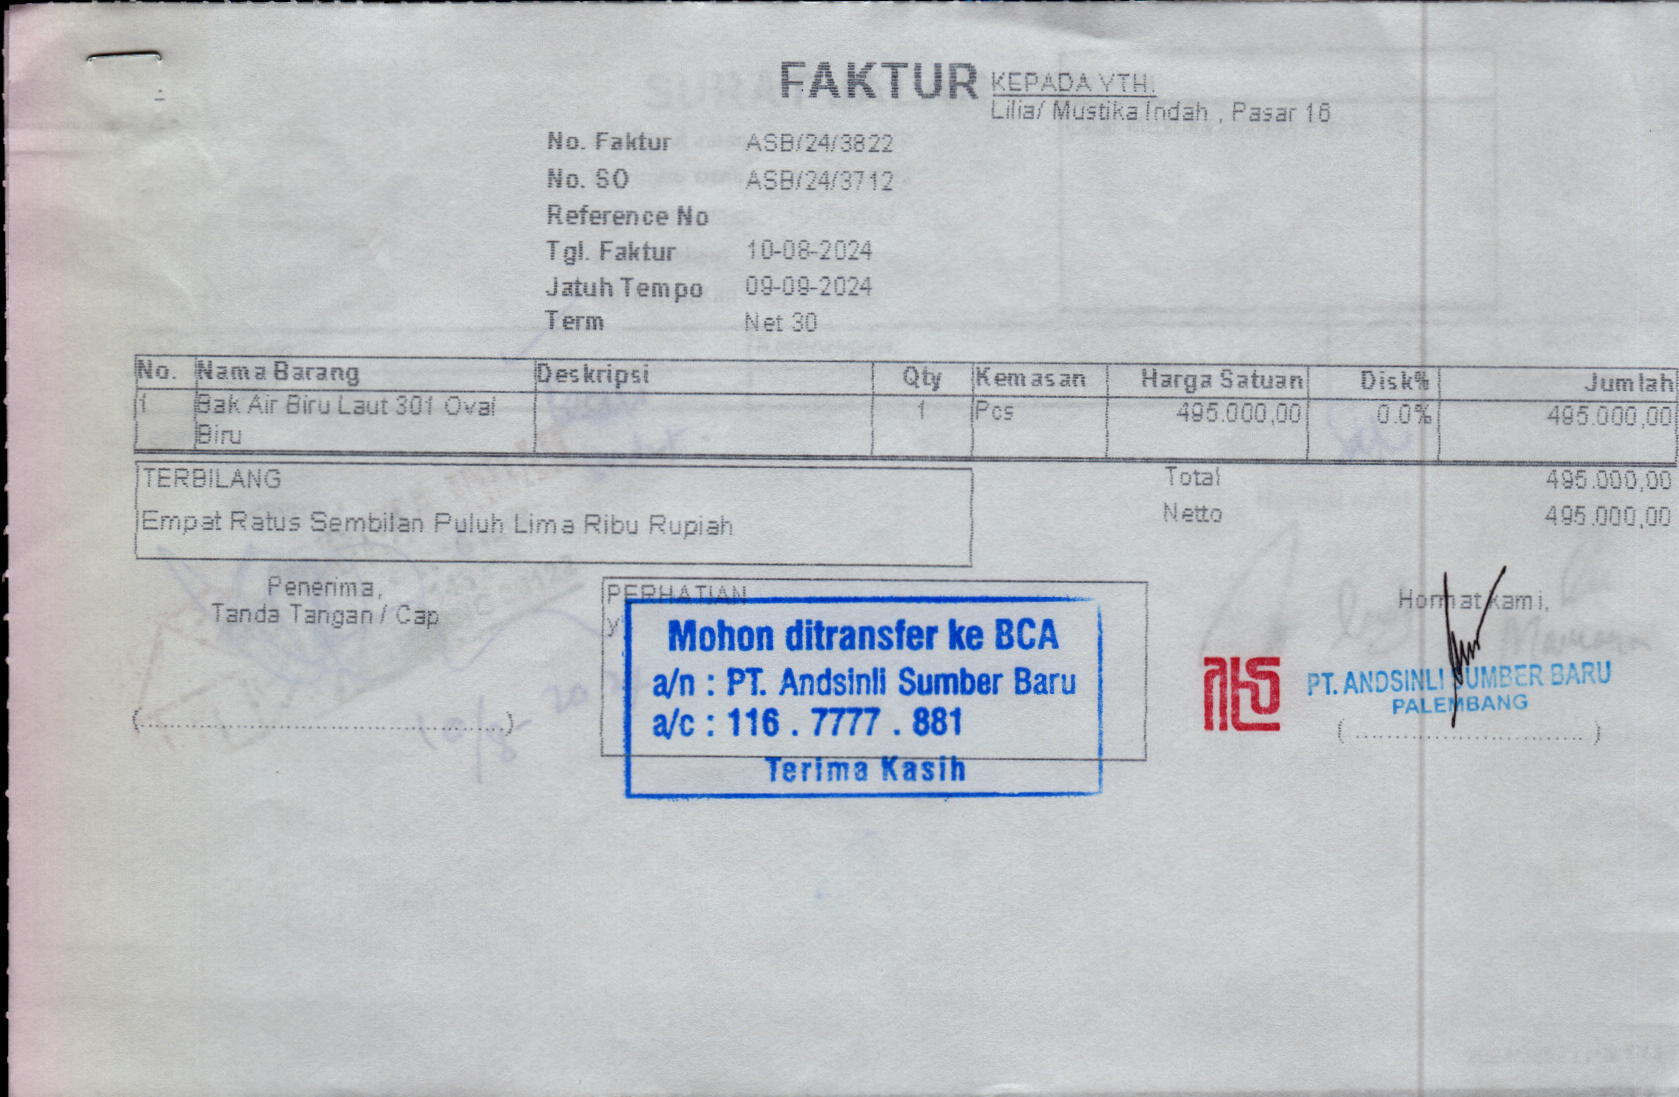 FAKTUR
KEPADA YTH.
Lilia/ Mustika Indah , Pasar 16
No. Faktur ASB/24/3822
No. SO ASB/24/3712
Reference No
Tgl. Faktur 10-08-2024
Jatuh Tempo 09-09-2024
Term Net 30
No. Nama Barang Deskripsi Qty Kemasan Harga Satuan Disk% Jumlah
1 Bak Air Biru Laut 301 Oval 1 Pcs 495.000,00 0.0% 495.000,00
Biru
TERBILANG
Empat Ratus Sembilan Puluh Lima Ribu Rupiah
Total 495.000,00
Netto 495.000,00
Penerima,
Tanda Tangan / Cap
(........................................)
PERHATIAN
Mohon ditransfer ke BCA
a/n : PT. Andsinli Sumber Baru
a/c : 116 . 7777 . 881
Terima Kasih
Hormat kami,
PT. ANDSINLI SUMBER BARU
PALEMBANG
(..............................)